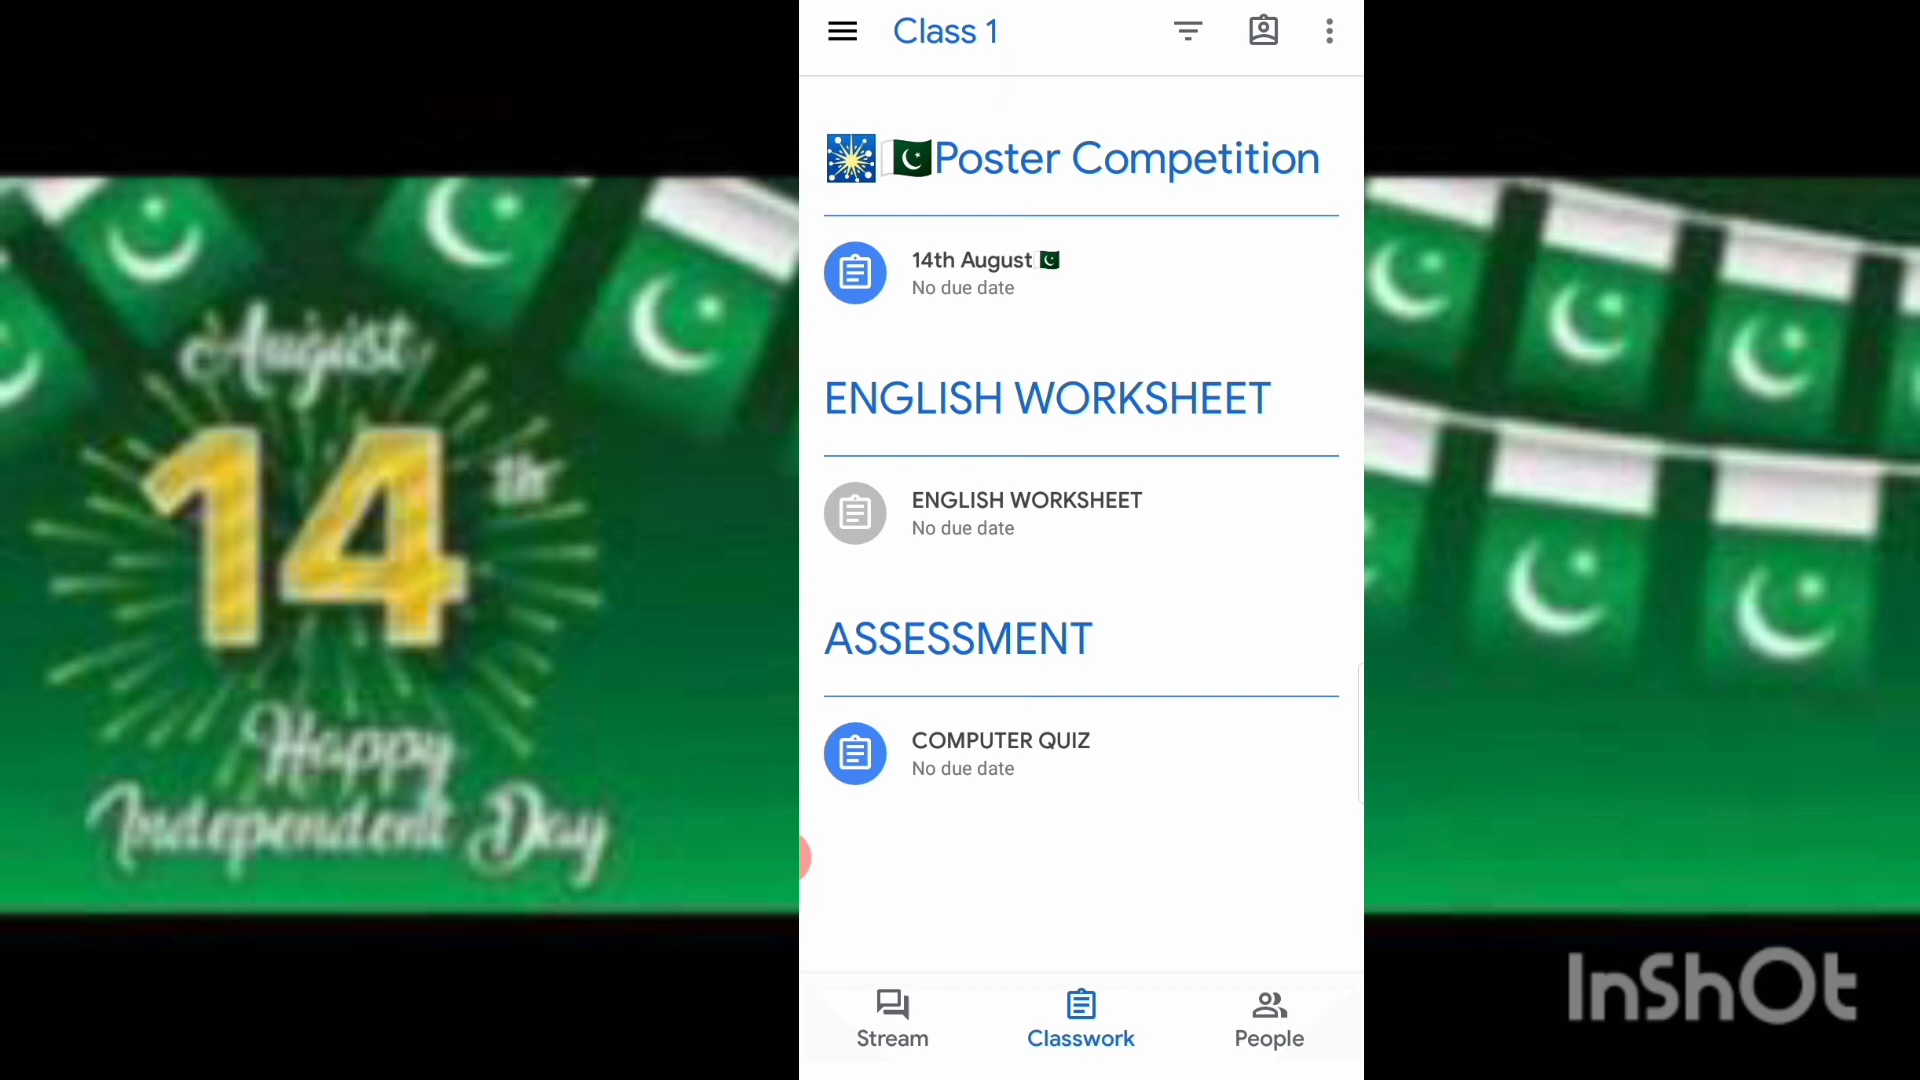 August
14th
Happy
Independent Day
Class 1
🎇🇵🇰Poster Competition
14th August🇵🇰
No due date
ENGLISH WORKSHEET
ENGLISH WORKSHEET
No due date
ASSESSMENT
COMPUTER QUIZ
No due date
Stream
Classwork
People
InShOt